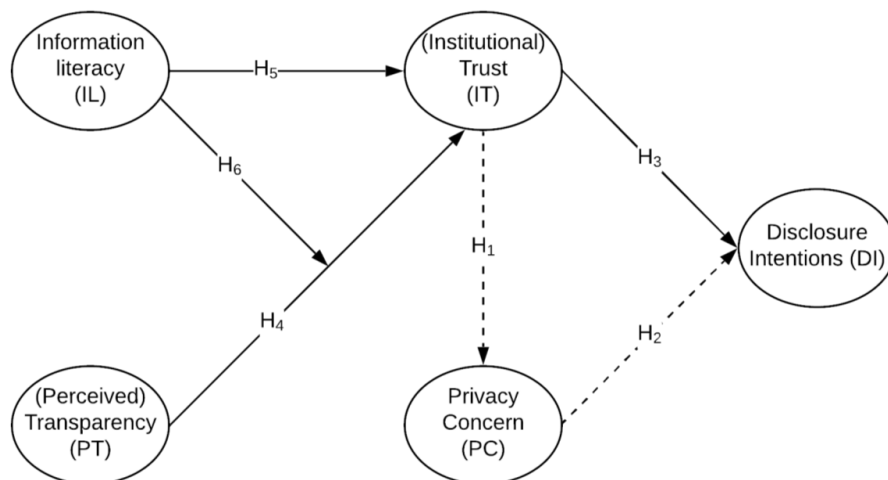 Information
literacy
(IL)
H5
(Institutional)
Trust
(IT)
H6
H3
H1
Disclosure
Intentions (DI)
H4
H2
(Perceived)
Transparency
(PT)
Privacy
Concern
(PC)